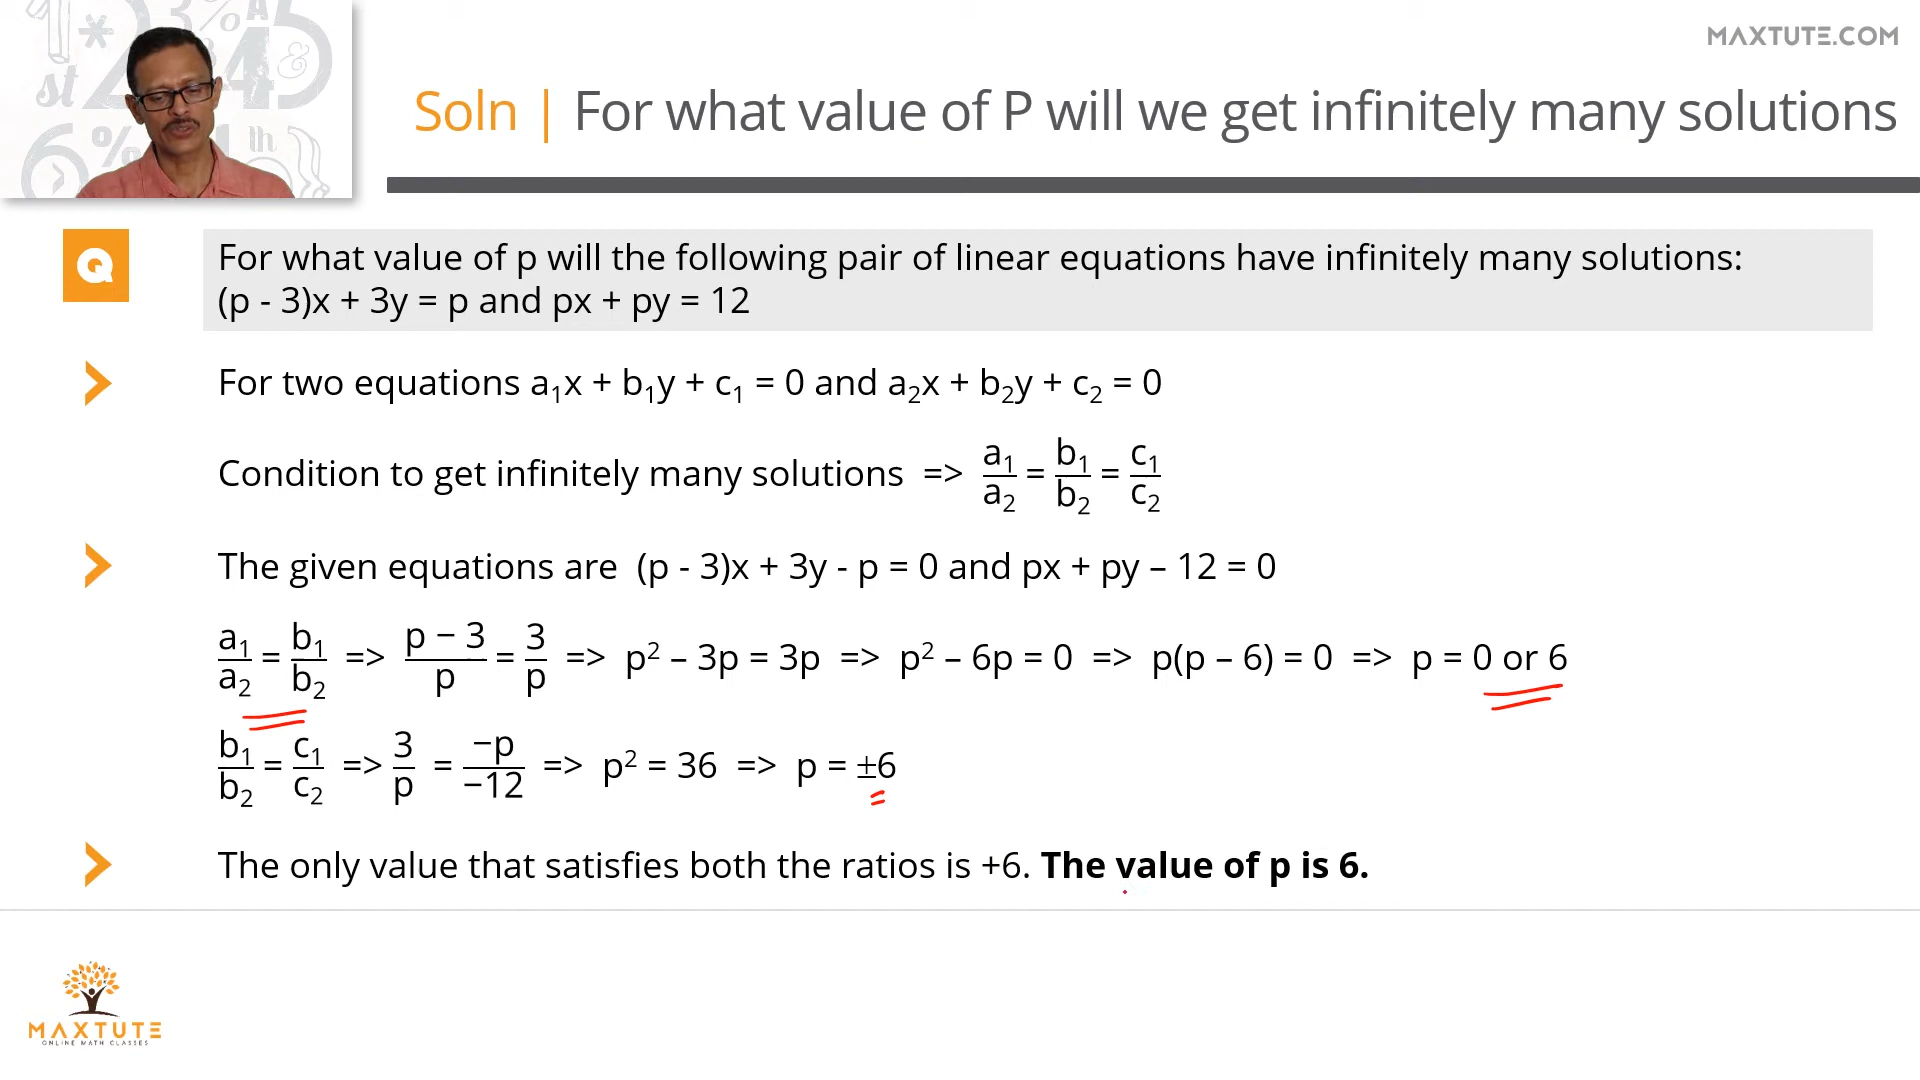 MAXTUTE.COM
Soln | For what value of P will we get infinitely many solutions
Q
For what value of p will the following pair of linear equations have infinitely many solutions:
(p - 3)x + 3y = p and px + py = 12
For two equations a₁x + b₁y + c₁ = 0 and a₂x + b₂y + c₂ = 0
Condition to get infinitely many solutions => a₁/a₂ = b₁/b₂ = c₁/c₂
The given equations are (p - 3)x + 3y - p = 0 and px + py – 12 = 0
a₁/a₂ = b₁/b₂ => (p − 3)/p = 3/p => p² – 3p = 3p => p² – 6p = 0 => p(p – 6) = 0 => p = 0 or 6
b₁/b₂ = c₁/c₂ => 3/p = −p/−12 => p² = 36 => p = ±6
The only value that satisfies both the ratios is +6. The value of p is 6.
MAXTUTE
ONLINE MATH CLASSES